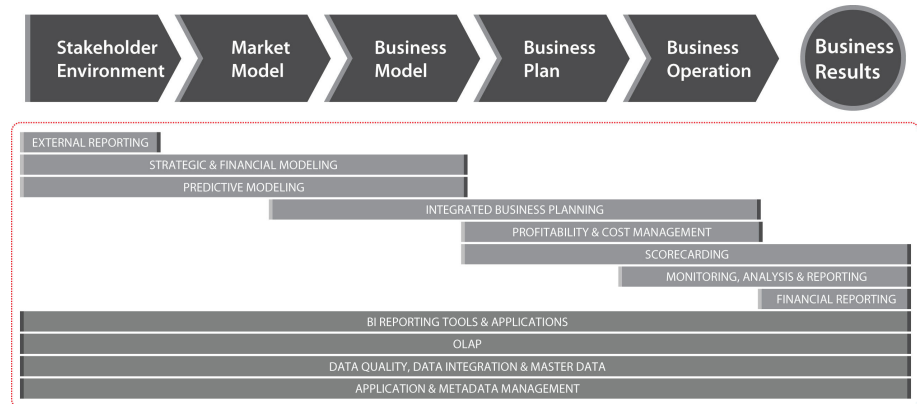 Stakeholder
Environment
Market
Model
Business
Model
Business
Plan
Business
Operation
Business
Results
EXTERNAL REPORTING
STRATEGIC & FINANCIAL MODELING
PREDICTIVE MODELING
INTEGRATED BUSINESS PLANNING
PROFITABILITY & COST MANAGEMENT
SCORECARDING
MONITORING, ANALYSIS & REPORTING
FINANCIAL REPORTING
BI REPORTING TOOLS & APPLICATIONS
OLAP
DATA QUALITY, DATA INTEGRATION & MASTER DATA
APPLICATION & METADATA MANAGEMENT